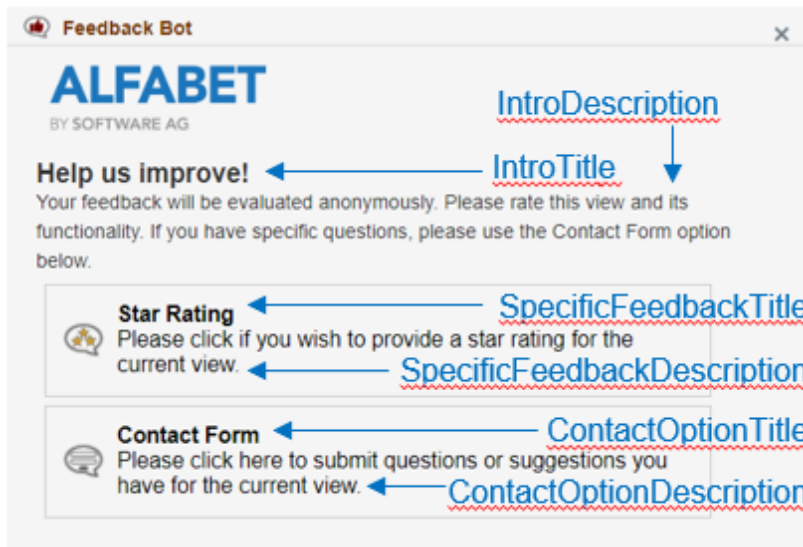 Feedback Bot
ALFABET
BY SOFTWARE AG
IntroDescription
Help us improve!
IntroTitle
Your feedback will be evaluated anonymously. Please rate this view and its
functionality. If you have specific questions, please use the Contact Form option
below.
Star Rating
SpecificFeedbackTitle
Please click if you wish to provide a star rating for the
current view.
SpecificFeedbackDescription
Contact Form
ContactOptionTitle
Please click here to submit questions or suggestions you
have for the current view.
ContactOptionDescription